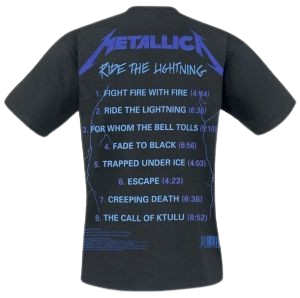 METALLICA
RIDE THE LIGHTNING
1. FIGHT FIRE WITH FIRE (4:44)
2. RIDE THE LIGHTNING (6:36)
3. FOR WHOM THE BELL TOLLS (5:10)
4. FADE TO BLACK (6:56)
5. TRAPPED UNDER ICE (4:03)
6. ESCAPE (4:23)
7. CREEPING DEATH (6:36)
8. THE CALL OF KTULU (8:52)